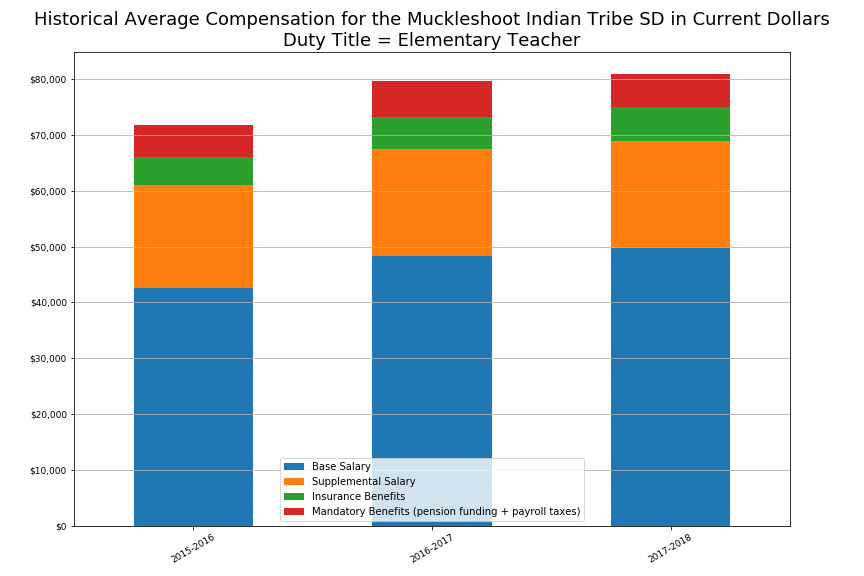 Historical Average Compensation for the Muckleshoot Indian Tribe SD in Current Dollars
Duty Title = Elementary Teacher
$80,000
$70,000
$60,000
$50,000
$40,000
$30,000
$20,000
$10,000
$0
Base Salary
Supplemental Salary
Insurance Benefits
Mandatory Benefits (pension funding + payroll taxes)
2015-2016
2016-2017
2017-2018